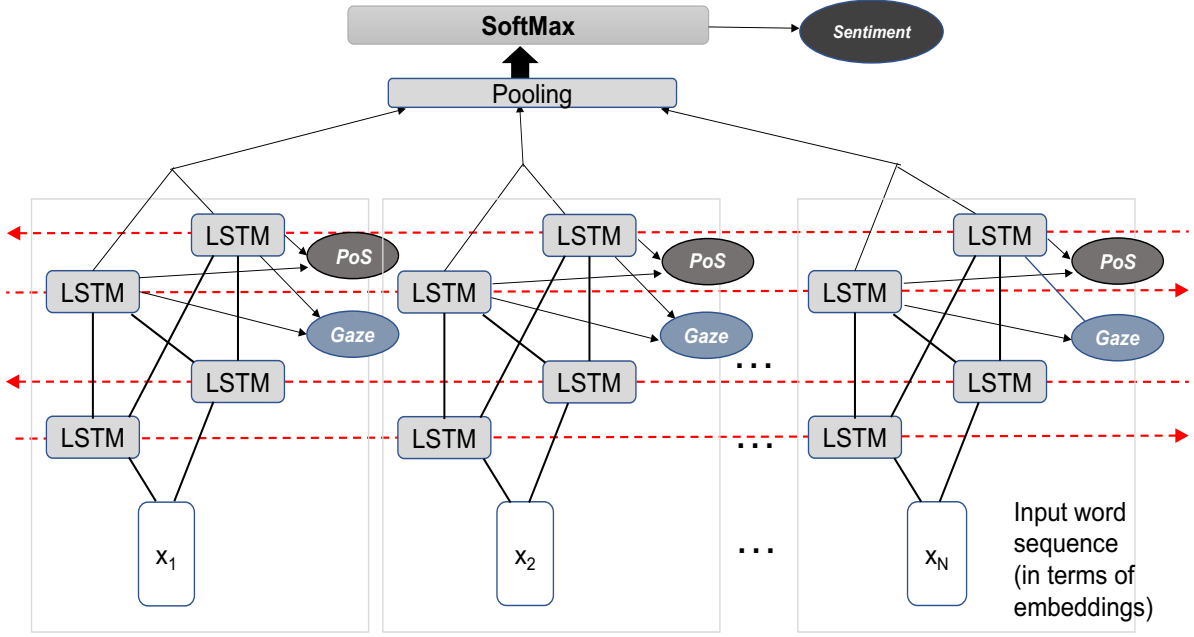 SoftMax
Sentiment
Pooling
LSTM LSTM LSTM
PoS PoS PoS
LSTM LSTM LSTM
Gaze Gaze Gaze
...
LSTM LSTM LSTM
LSTM LSTM ... LSTM
x₁ x₂ ... x_N
Input word
sequence
(in terms of
embeddings)